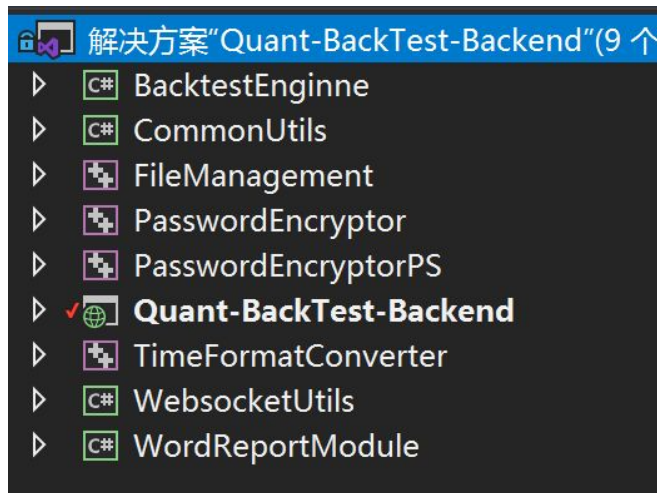 解决方案"Quant-BackTest-Backend"(9 个
C# BacktestEnginne
C# CommonUtils
FileManagement
PasswordEncryptor
PasswordEncryptorPS
Quant-BackTest-Backend
TimeFormatConverter
C# WebsocketUtils
C# WordReportModule